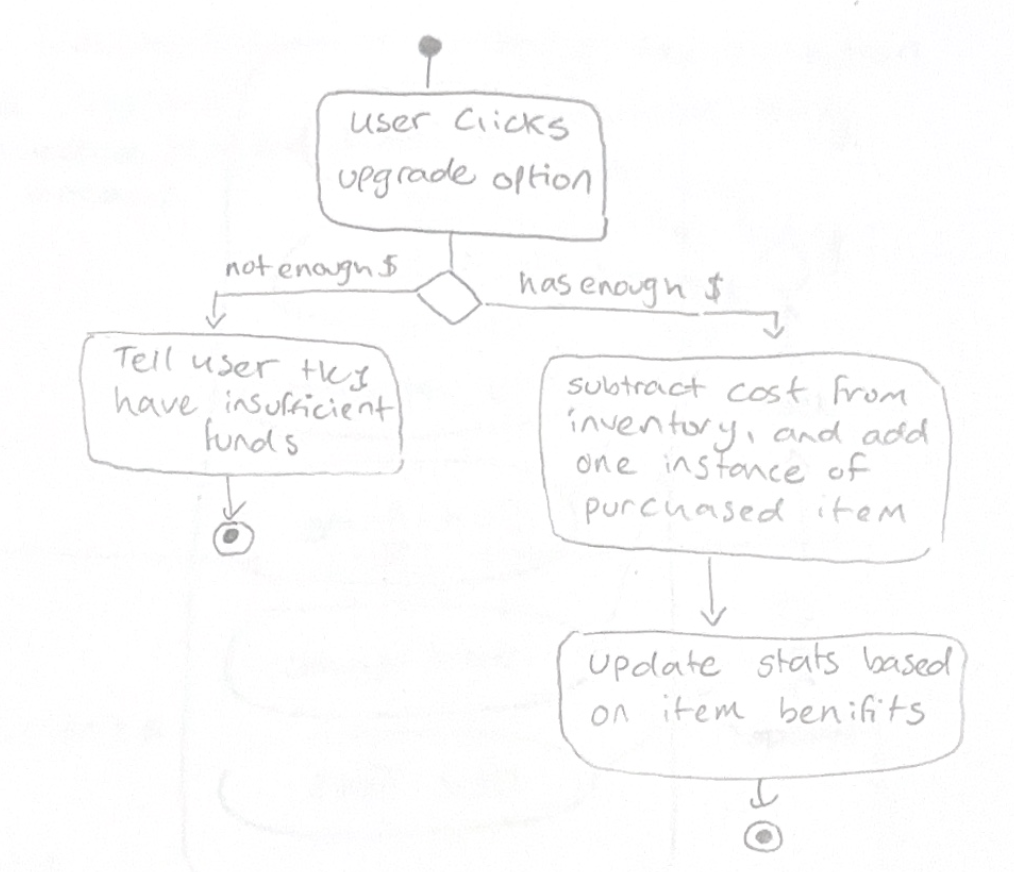 user clicks
upgrade option
not enough $
has enough $
Tell user they
have insufficient
funds
subtract cost from
inventory, and add
one instance of
purchased item
update stats based
on item benifits